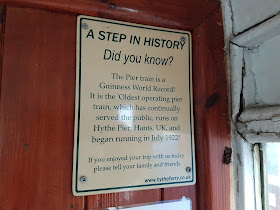 A STEP IN HISTORY
Did you know?
The Pier train is a
Guinness World Record!
It is the 'Oldest operating pier
train, which has continually
served the public, runs on
Hythe Pier, Hants, UK, and
began running in July 1922'!
If you enjoyed your trip with us today
please tell your family and friends.
www.hytheferry.co.uk